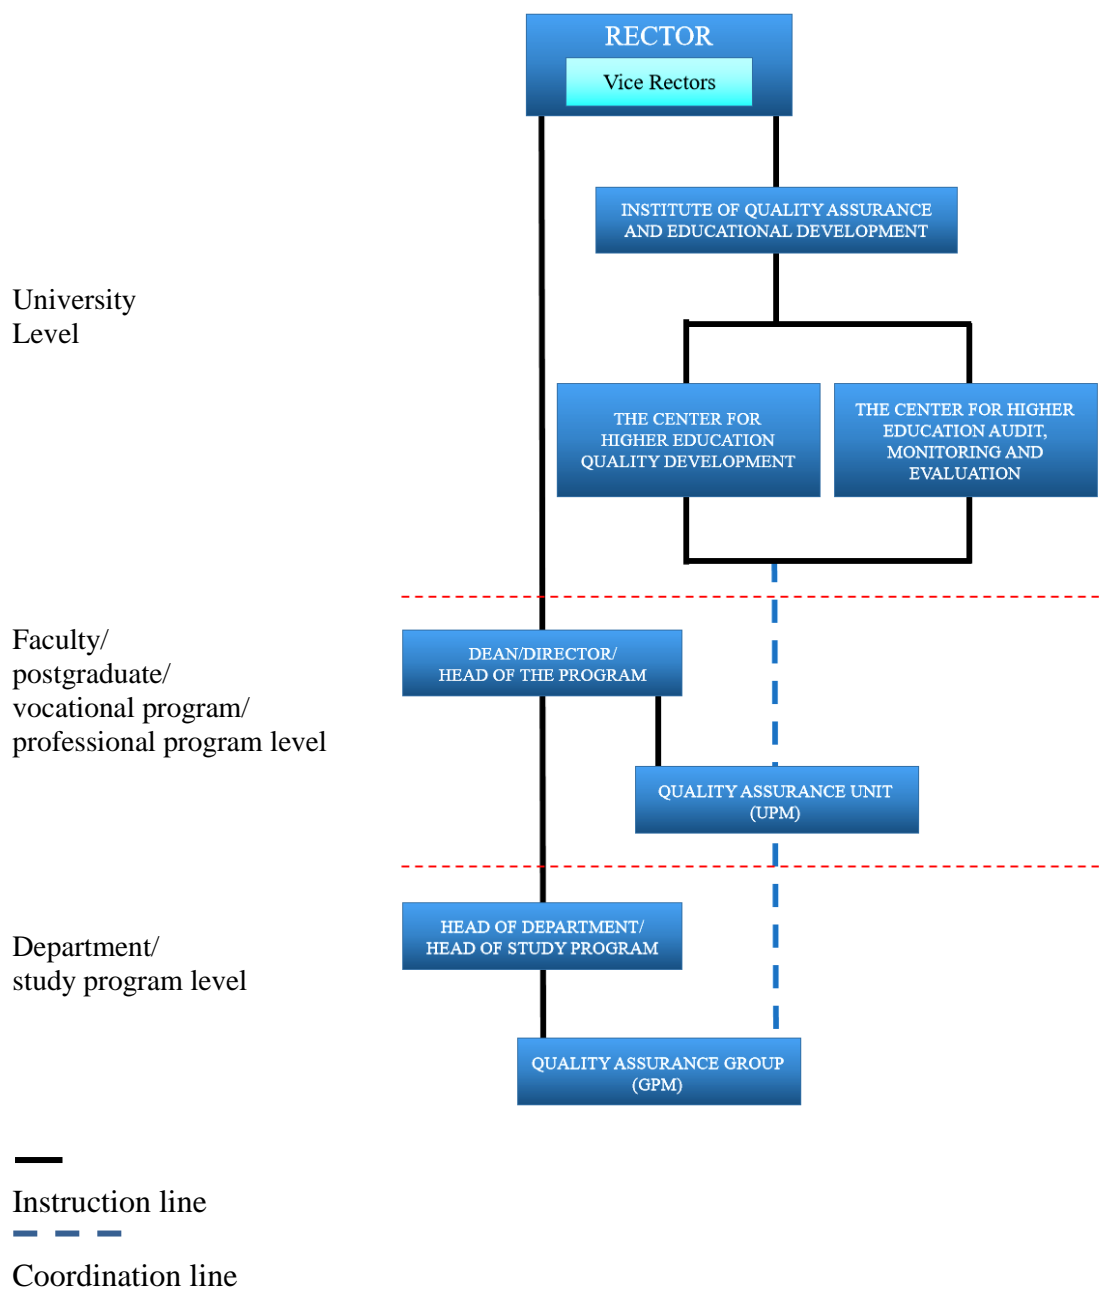 RECTOR
Vice Rectors
INSTITUTE OF QUALITY ASSURANCE
AND EDUCATIONAL DEVELOPMENT
University
Level
THE CENTER FOR
HIGHER EDUCATION
QUALITY DEVELOPMENT
THE CENTER FOR HIGHER
EDUCATION AUDIT,
MONITORING AND
EVALUATION
Faculty/
postgraduate/
vocational program/
professional program level
DEAN/DIRECTOR/
HEAD OF THE PROGRAM
QUALITY ASSURANCE UNIT
(UPM)
Department/
study program level
HEAD OF DEPARTMENT/
HEAD OF STUDY PROGRAM
QUALITY ASSURANCE GROUP
(GPM)
Instruction line
Coordination line